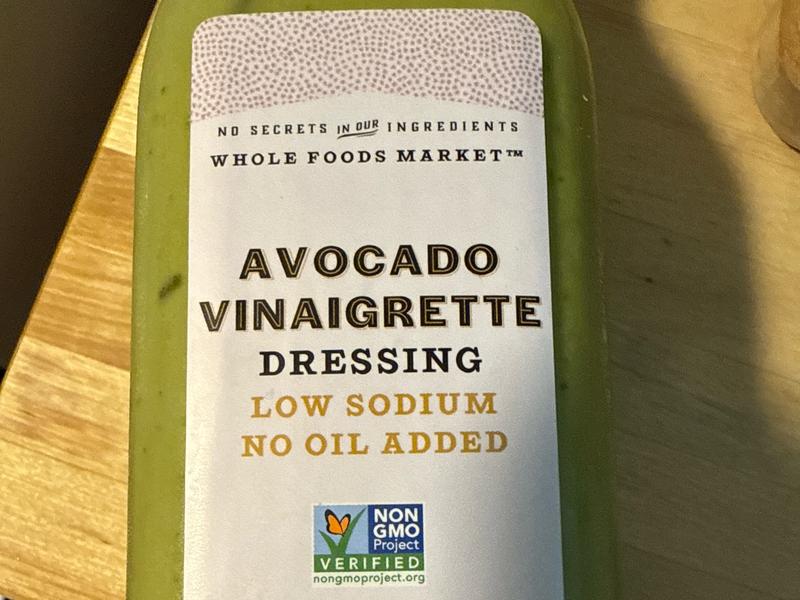 NO SECRETS IN OUR INGREDIENTS
WHOLE FOODS MARKET™
AVOCADO
VINAIGRETTE
DRESSING
LOW SODIUM
NO OIL ADDED
NON
GMO
Project
VERIFIED
nongmoproject.org